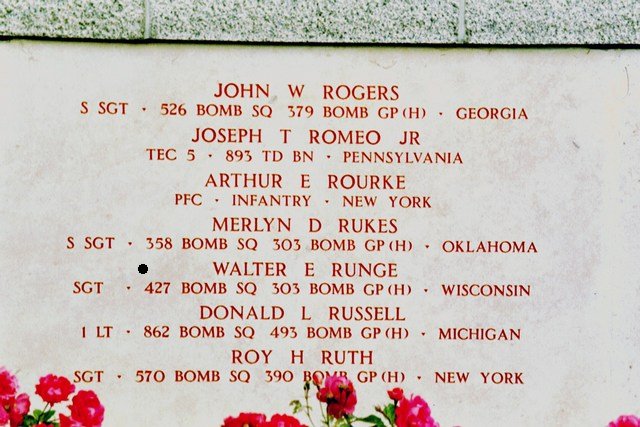 JOHN W ROGERS
S SGT · 526 BOMB SQ 379 BOMB GP (H) · GEORGIA
JOSEPH T ROMEO JR
TEC 5 · 893 TD BN · PENNSYLVANIA
ARTHUR E ROURKE
PFC · INFANTRY · NEW YORK
MERLYN D RUKES
S SGT · 358 BOMB SQ 303 BOMB GP (H) · OKLAHOMA
WALTER E RUNGE
SGT · 427 BOMB SQ 303 BOMB GP (H) · WISCONSIN
DONALD L RUSSELL
1 LT · 862 BOMB SQ 493 BOMB GP (H) · MICHIGAN
ROY H RUTH
SGT · 570 BOMB SQ 390 BOMB GP (H) · NEW YORK